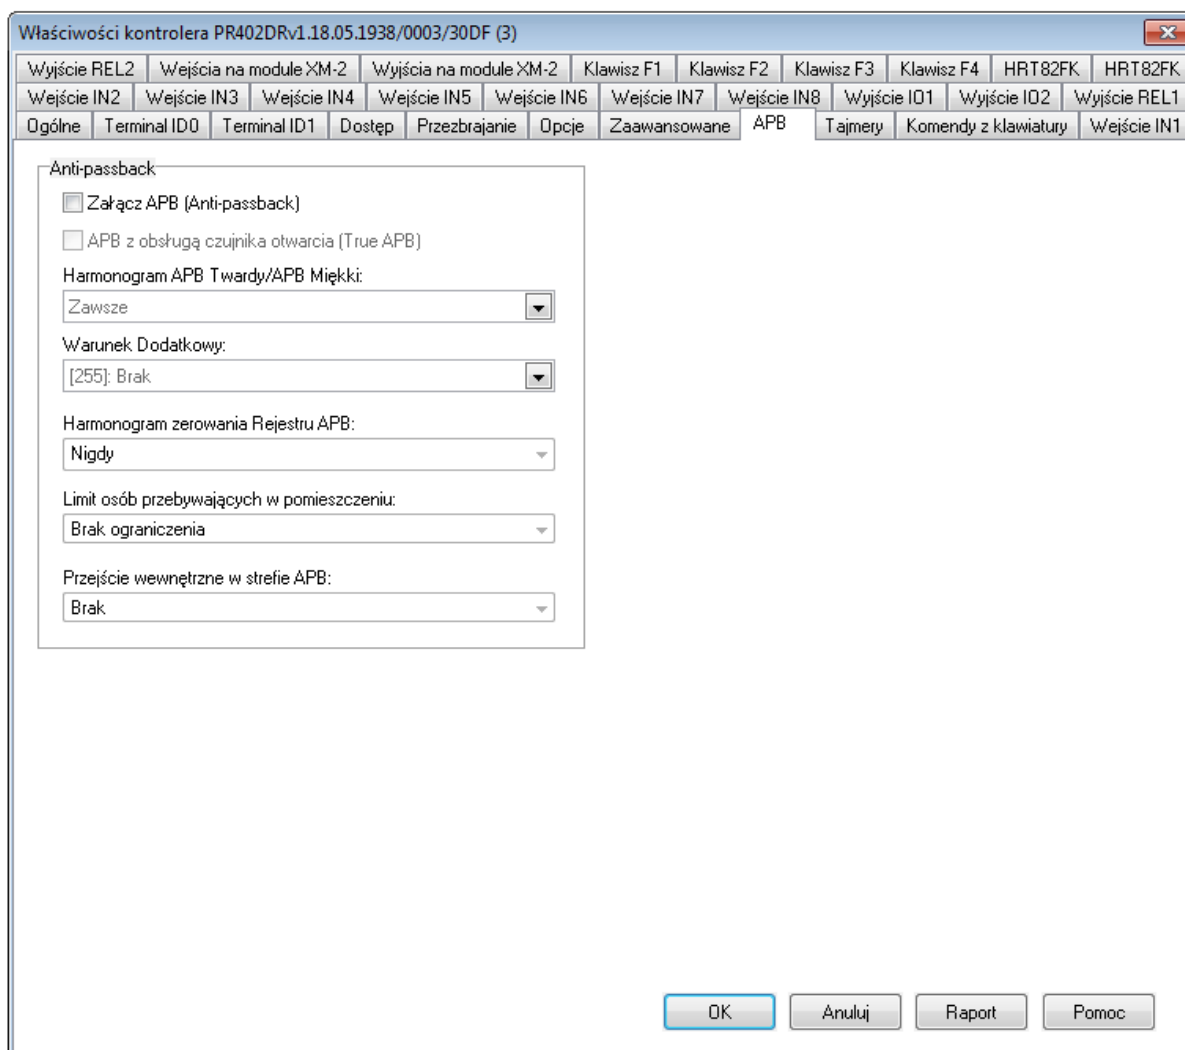 Właściwości kontrolera PR402DRv1.18.05.1938/0003/30DF (3)
Wyjście REL2 Wejścia na module XM-2 Wyjścia na module XM-2 Klawisz F1 Klawisz F2 Klawisz F3 Klawisz F4 HRT82FK HRT82FK
Wejście IN2 Wejście IN3 Wejście IN4 Wejście IN5 Wejście IN6 Wejście IN7 Wejście IN8 Wyjście IO1 Wyjście IO2 Wyjście REL1
Ogólne Terminal ID0 Terminal ID1 Dostęp Przezbrajanie Opcje Zaawansowane APB Tajmery Komendy z klawiatury Wejście IN1
Anti-passback
Załącz APB (Anti-passback)
APB z obsługą czujnika otwarcia (True APB)
Harmonogram APB Twardy/APB Miękki:
Zawsze
Warunek Dodatkowy:
[255]: Brak
Harmonogram zerowania Rejestru APB:
Nigdy
Limit osób przebywających w pomieszczeniu:
Brak ograniczenia
Przejście wewnętrzne w strefie APB:
Brak
OK Anuluj Raport Pomoc